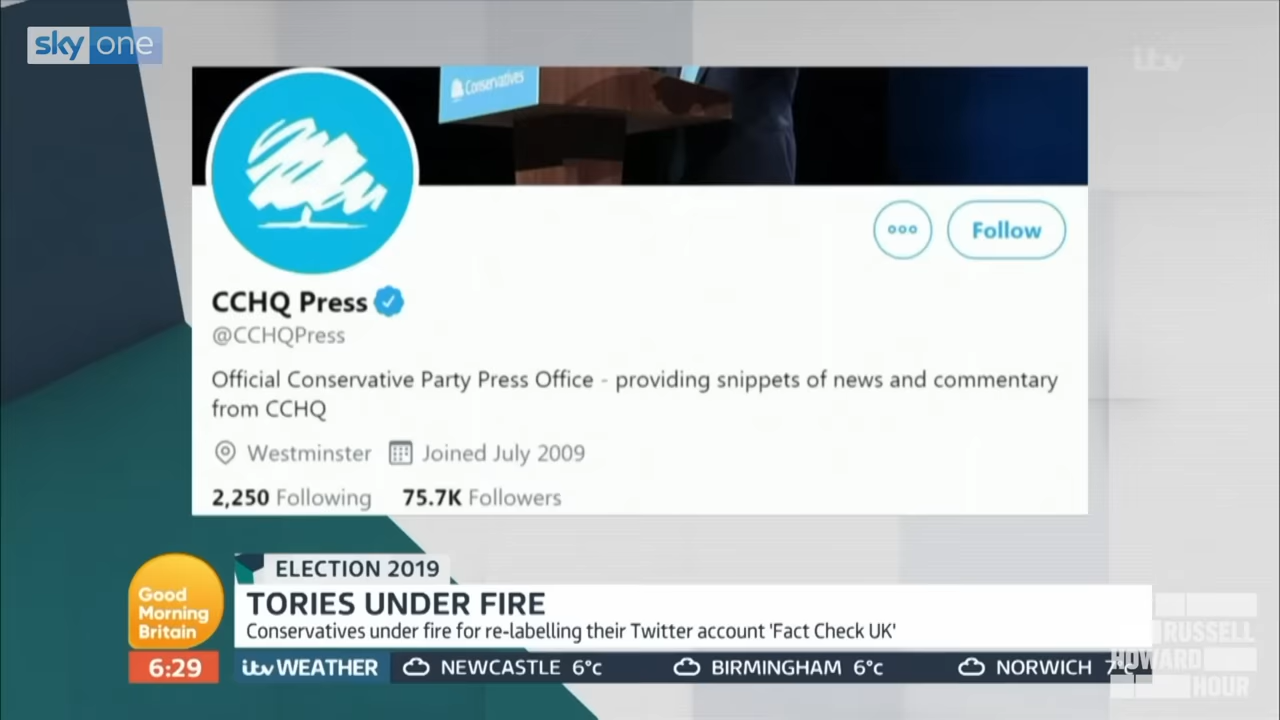 sky one
itv
Conservatives
Follow
CCHQ Press
@CCHQPress
Official Conservative Party Press Office - providing snippets of news and commentary
from CCHQ
Westminster Joined July 2009
2,250 Following 75.7K Followers
ELECTION 2019
Good
Morning
Britain
TORIES UNDER FIRE
Conservatives under fire for re-labelling their Twitter account 'Fact Check UK'
6:29 itv WEATHER NEWCASTLE 6°c BIRMINGHAM 6°c NORWICH
RUSSELL
HOWARD
HOUR